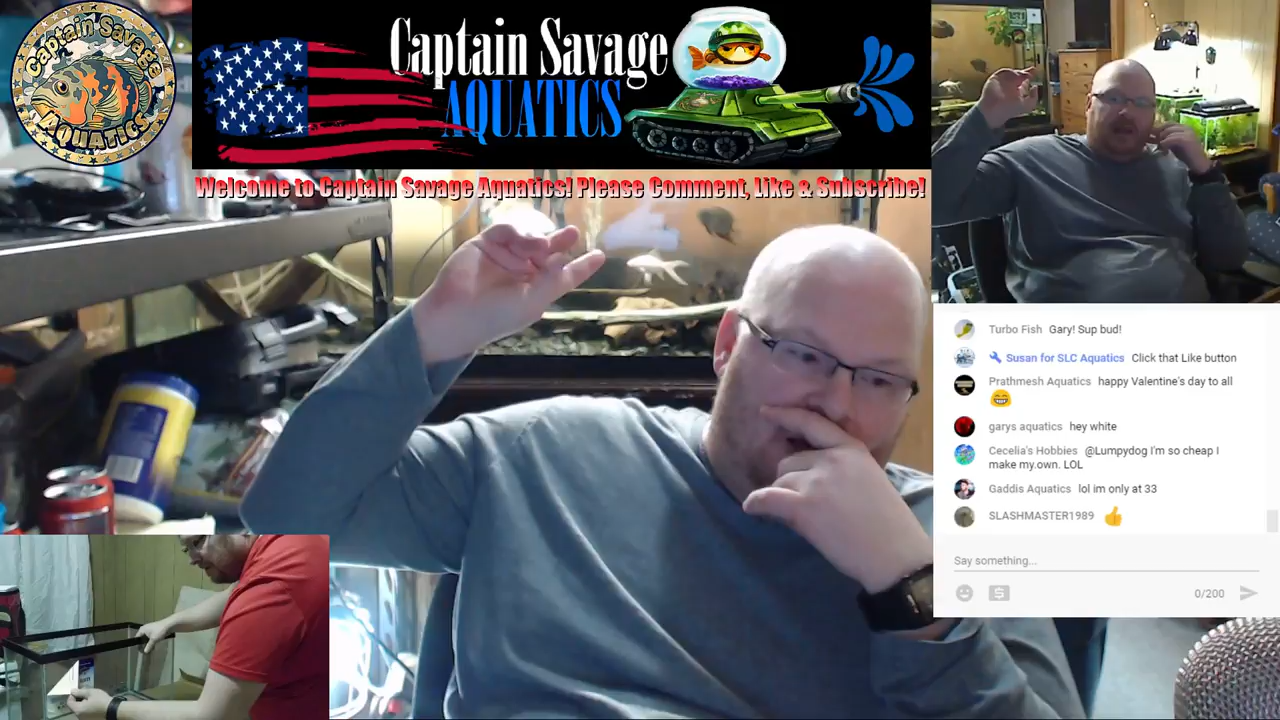 Captain Savage
AQUATICS
Captain Savage
AQUATICS
Welcome to Captain Savage Aquatics! Please Comment, Like & Subscribe!
Turbo Fish Gary! Sup bud!
Susan for SLC Aquatics Click that Like button
Prathmesh Aquatics happy Valentine's day to all
😁
garys aquatics hey white
Cecelia's Hobbies @Lumpydog I'm so cheap I
make my.own. LOL
Gaddis Aquatics lol im only at 33
SLASHMASTER1989 👍
Say something...
0/200